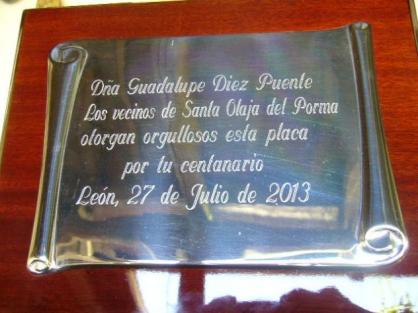 Dña Guadalupe Diez Puente
Los vecinos de Santa Olaja del Porma
otorgan orgullosos esta placa
por tu centanario
León, 27 de Julio de 2013